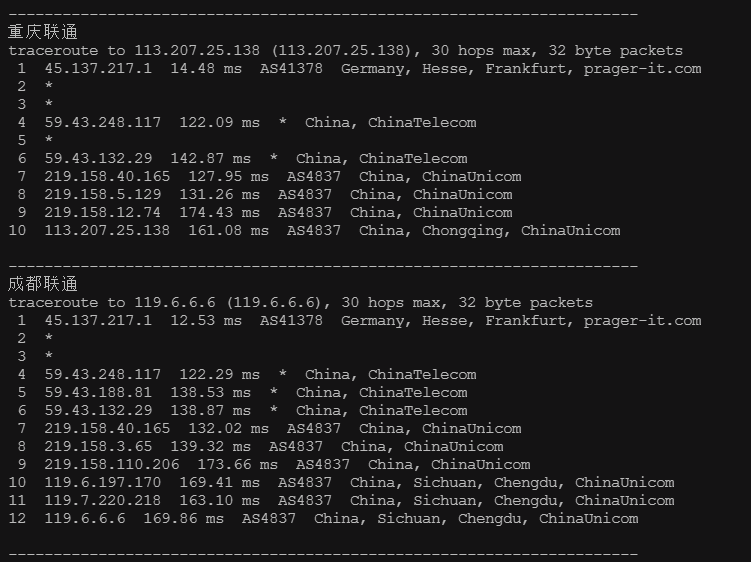 ----------------------------------------------------------------------
重庆联通
traceroute to 113.207.25.138 (113.207.25.138), 30 hops max, 32 byte packets
 1  45.137.217.1  14.48 ms  AS41378  Germany, Hesse, Frankfurt, prager-it.com
 2  *
 3  *
 4  59.43.248.117  122.09 ms  *  China, ChinaTelecom
 5  *
 6  59.43.132.29  142.87 ms  *  China, ChinaTelecom
 7  219.158.40.165  127.95 ms  AS4837  China, ChinaUnicom
 8  219.158.5.129  131.26 ms  AS4837  China, ChinaUnicom
 9  219.158.12.74  174.43 ms  AS4837  China, ChinaUnicom
10  113.207.25.138  161.08 ms  AS4837  China, Chongqing, ChinaUnicom
----------------------------------------------------------------------
成都联通
traceroute to 119.6.6.6 (119.6.6.6), 30 hops max, 32 byte packets
 1  45.137.217.1  12.53 ms  AS41378  Germany, Hesse, Frankfurt, prager-it.com
 2  *
 3  *
 4  59.43.248.117  122.29 ms  *  China, ChinaTelecom
 5  59.43.188.81  138.53 ms  *  China, ChinaTelecom
 6  59.43.132.29  138.87 ms  *  China, ChinaTelecom
 7  219.158.40.165  132.02 ms  AS4837  China, ChinaUnicom
 8  219.158.3.65  139.32 ms  AS4837  China, ChinaUnicom
 9  219.158.110.206  173.66 ms  AS4837  China, ChinaUnicom
10  119.6.197.170  169.41 ms  AS4837  China, Sichuan, Chengdu, ChinaUnicom
11  119.7.220.218  163.10 ms  AS4837  China, Sichuan, Chengdu, ChinaUnicom
12  119.6.6.6  169.86 ms  AS4837  China, Sichuan, Chengdu, ChinaUnicom
----------------------------------------------------------------------